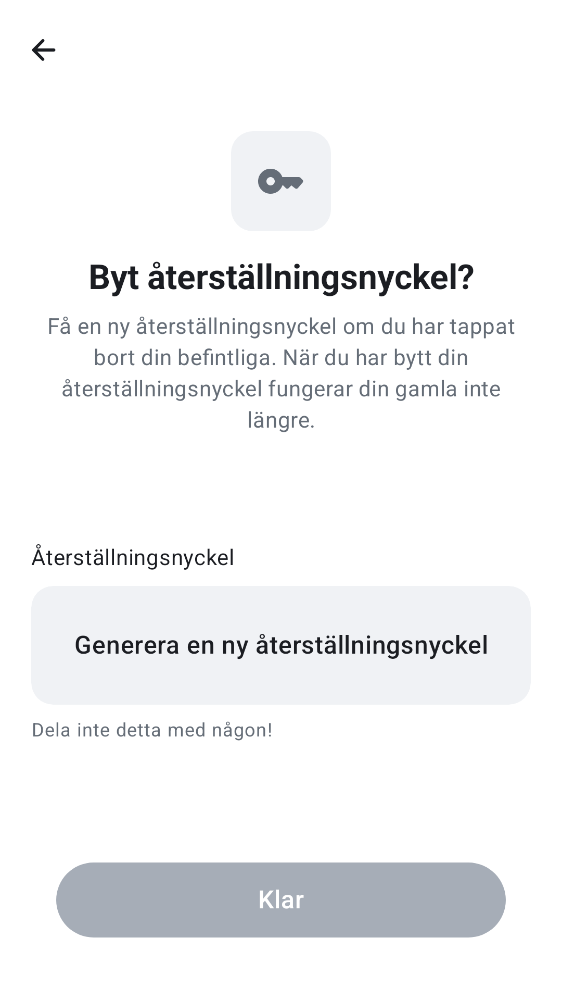 Byt återställningsnyckel?
Få en ny återställningsnyckel om du har tappat
bort din befintliga. När du har bytt din
återställningsnyckel fungerar din gamla inte
längre.
Återställningsnyckel
Generera en ny återställningsnyckel
Dela inte detta med någon!
Klar